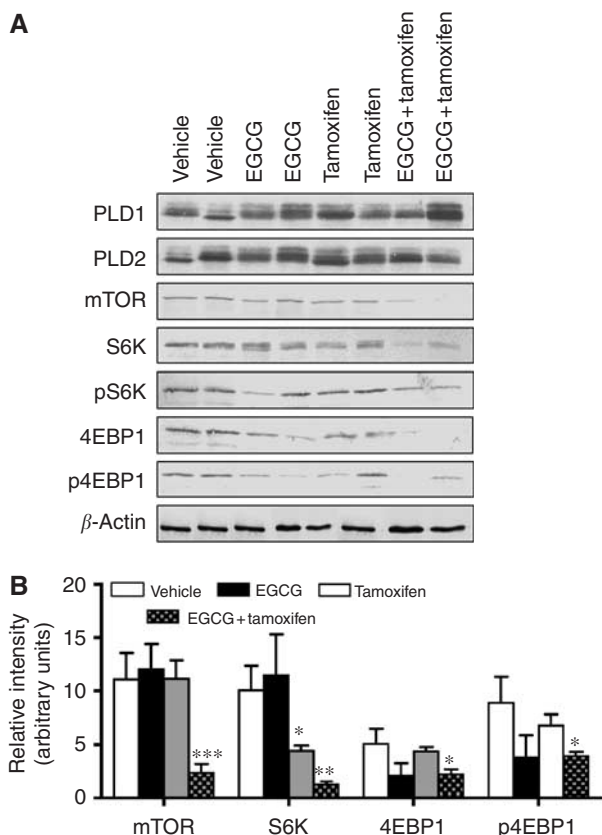 A
Vehicle
Vehicle
EGCG
EGCG
Tamoxifen
Tamoxifen
EGCG+tamoxifen
EGCG+tamoxifen
PLD1
PLD2
mTOR
S6K
pS6K
4EBP1
p4EBP1
β-Actin
B
Vehicle EGCG Tamoxifen
EGCG+tamoxifen
Relative intensity
(arbitrary units)
20
15
10
5
0
***
*
**
*
*
mTOR S6K 4EBP1 p4EBP1